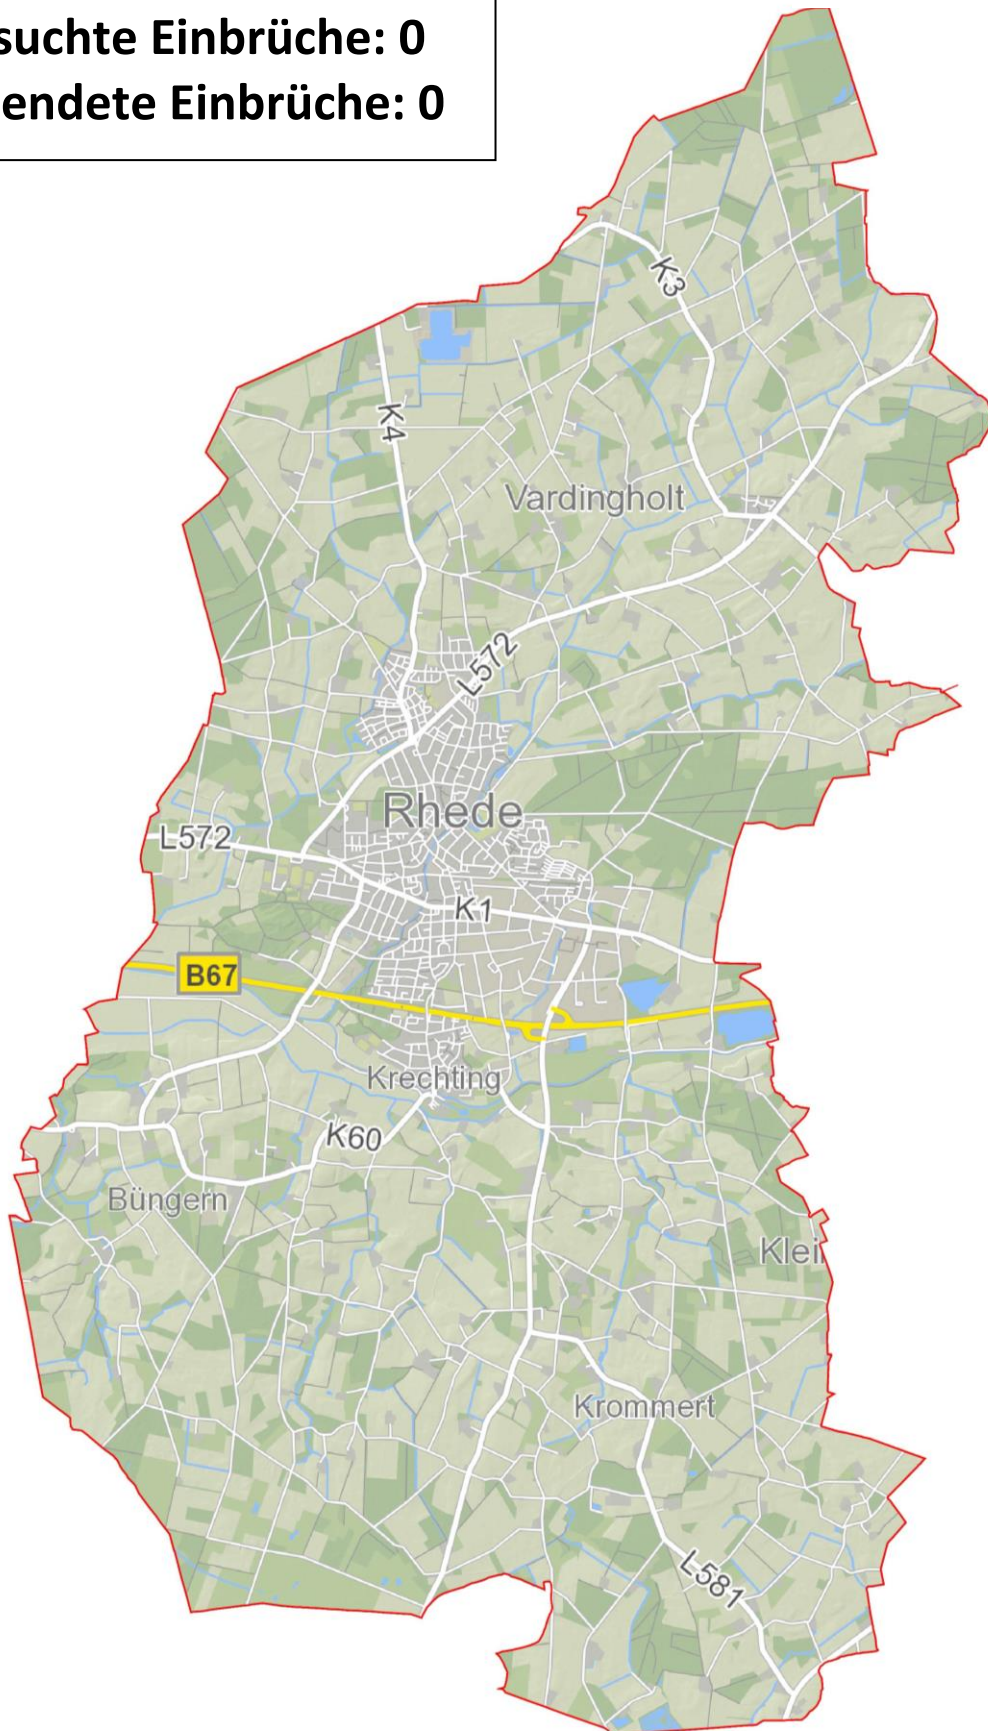 suchte Einbrüche: 0
endete Einbrüche: 0
K3
K4
Vardingholt
L572
Rhede
L572
K1
B67
Krechting
K60
Büngern
Klei
Krommert
L581